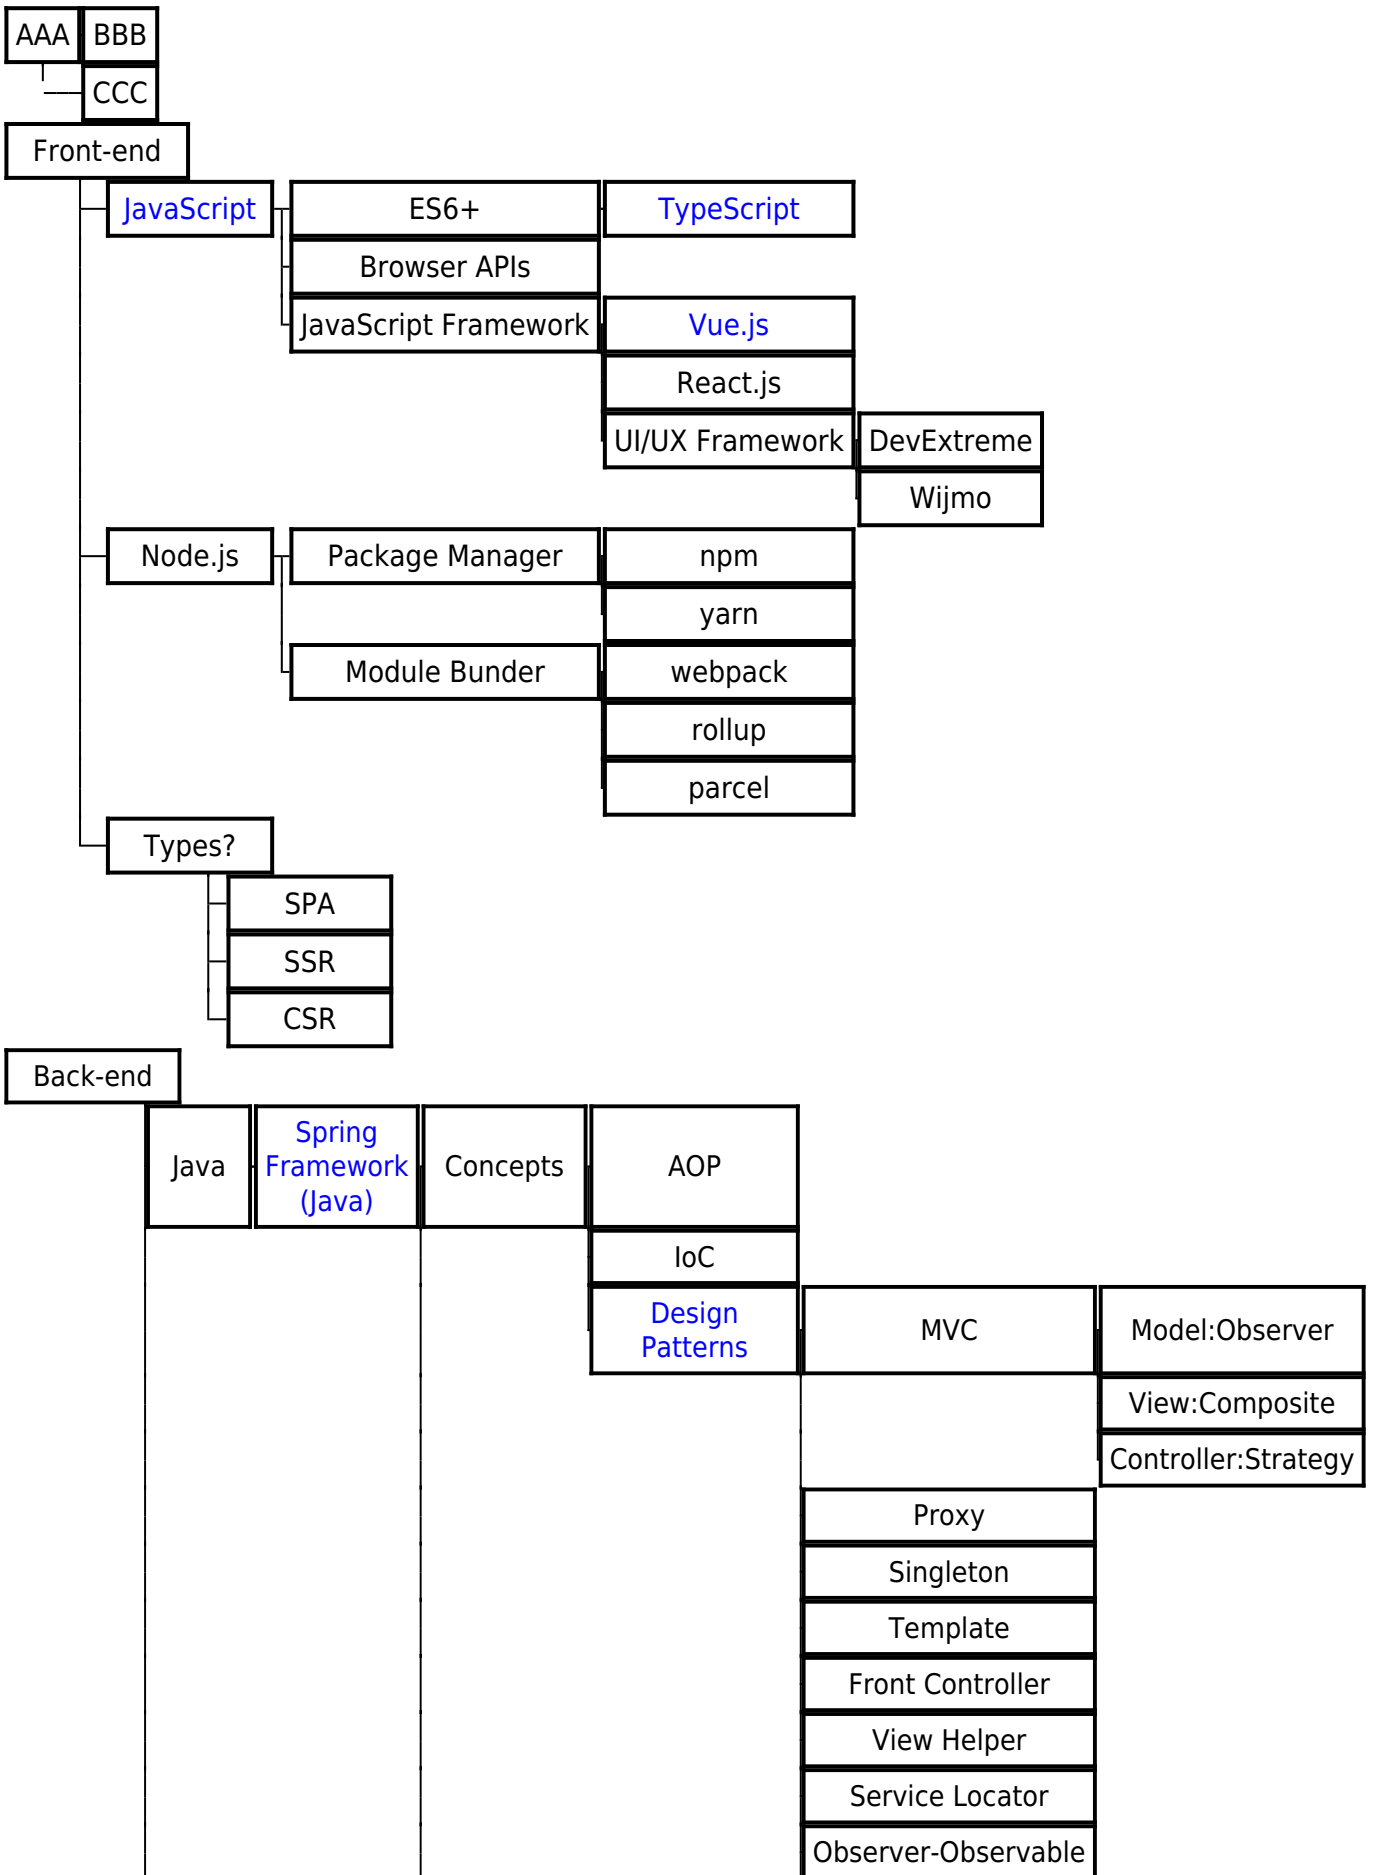 AAA BBB
CCC
Front-end
JavaScript ES6+ TypeScript
Browser APIs
JavaScript Framework Vue.js
React.js
UI/UX Framework DevExtreme
Wijmo
Node.js Package Manager npm
yarn
Module Bunder webpack
rollup
parcel
Types?
SPA
SSR
CSR
Back-end
Java
Spring
Framework
(Java)
Concepts
AOP
IoC
Design
Patterns
MVC
Model:Observer
View:Composite
Controller:Strategy
Proxy
Singleton
Template
Front Controller
View Helper
Service Locator
Observer-Observable